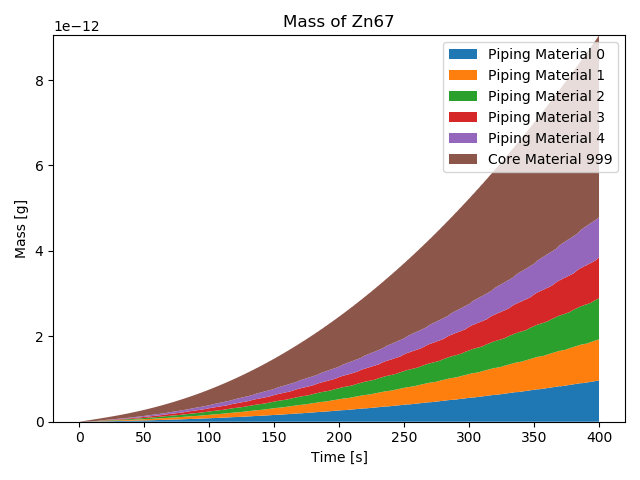 Mass of Zn67
1e−12
8
6
4
2
0
Mass [g]
0 50 100 150 200 250 300 350 400
Time [s]
Piping Material 0
Piping Material 1
Piping Material 2
Piping Material 3
Piping Material 4
Core Material 999